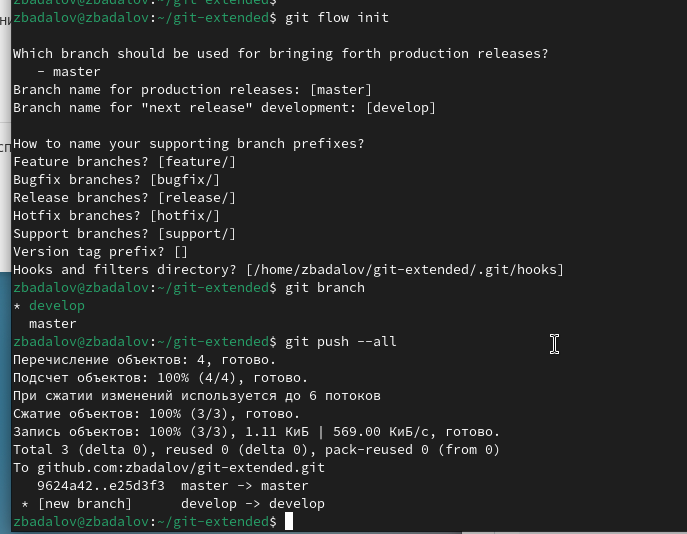 zbadalov@zbadalov:~/git-extended$
zbadalov@zbadalov:~/git-extended$ git flow init
Which branch should be used for bringing forth production releases?
- master
Branch name for production releases: [master]
Branch name for "next release" development: [develop]
How to name your supporting branch prefixes?
Feature branches? [feature/]
Bugfix branches? [bugfix/]
Release branches? [release/]
Hotfix branches? [hotfix/]
Support branches? [support/]
Version tag prefix? []
Hooks and filters directory? [/home/zbadalov/git-extended/.git/hooks]
zbadalov@zbadalov:~/git-extended$ git branch
* develop
master
zbadalov@zbadalov:~/git-extended$ git push --all
Перечисление объектов: 4, готово.
Подсчет объектов: 100% (4/4), готово.
При сжатии изменений используется до 6 потоков
Сжатие объектов: 100% (3/3), готово.
Запись объектов: 100% (3/3), 1.11 КиБ | 569.00 КиБ/с, готово.
Total 3 (delta 0), reused 0 (delta 0), pack-reused 0 (from 0)
To github.com:zbadalov/git-extended.git
9624a42..e25d3f3  master -> master
* [new branch]      develop -> develop
zbadalov@zbadalov:~/git-extended$